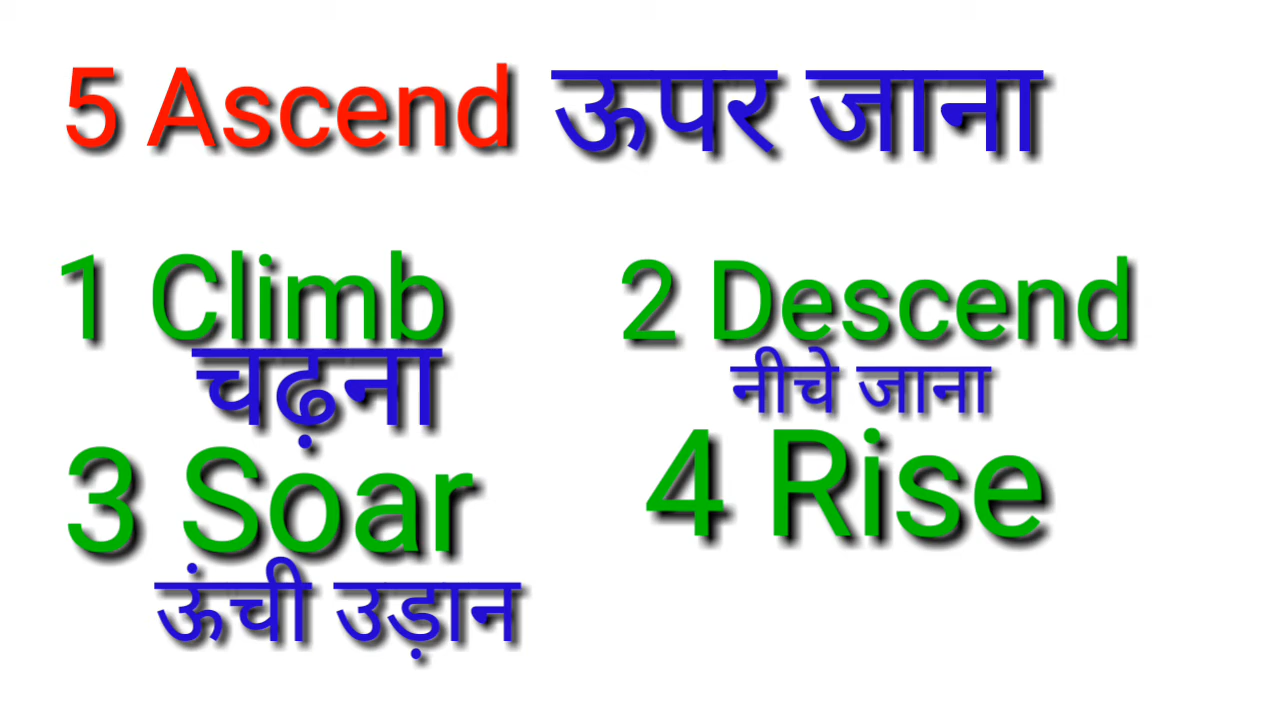 5 Ascend ऊपर जाना
1 Climb
चढ़ना
2 Descend
नीचे जाना
3 Soar
ऊंची उड़ान
4 Rise